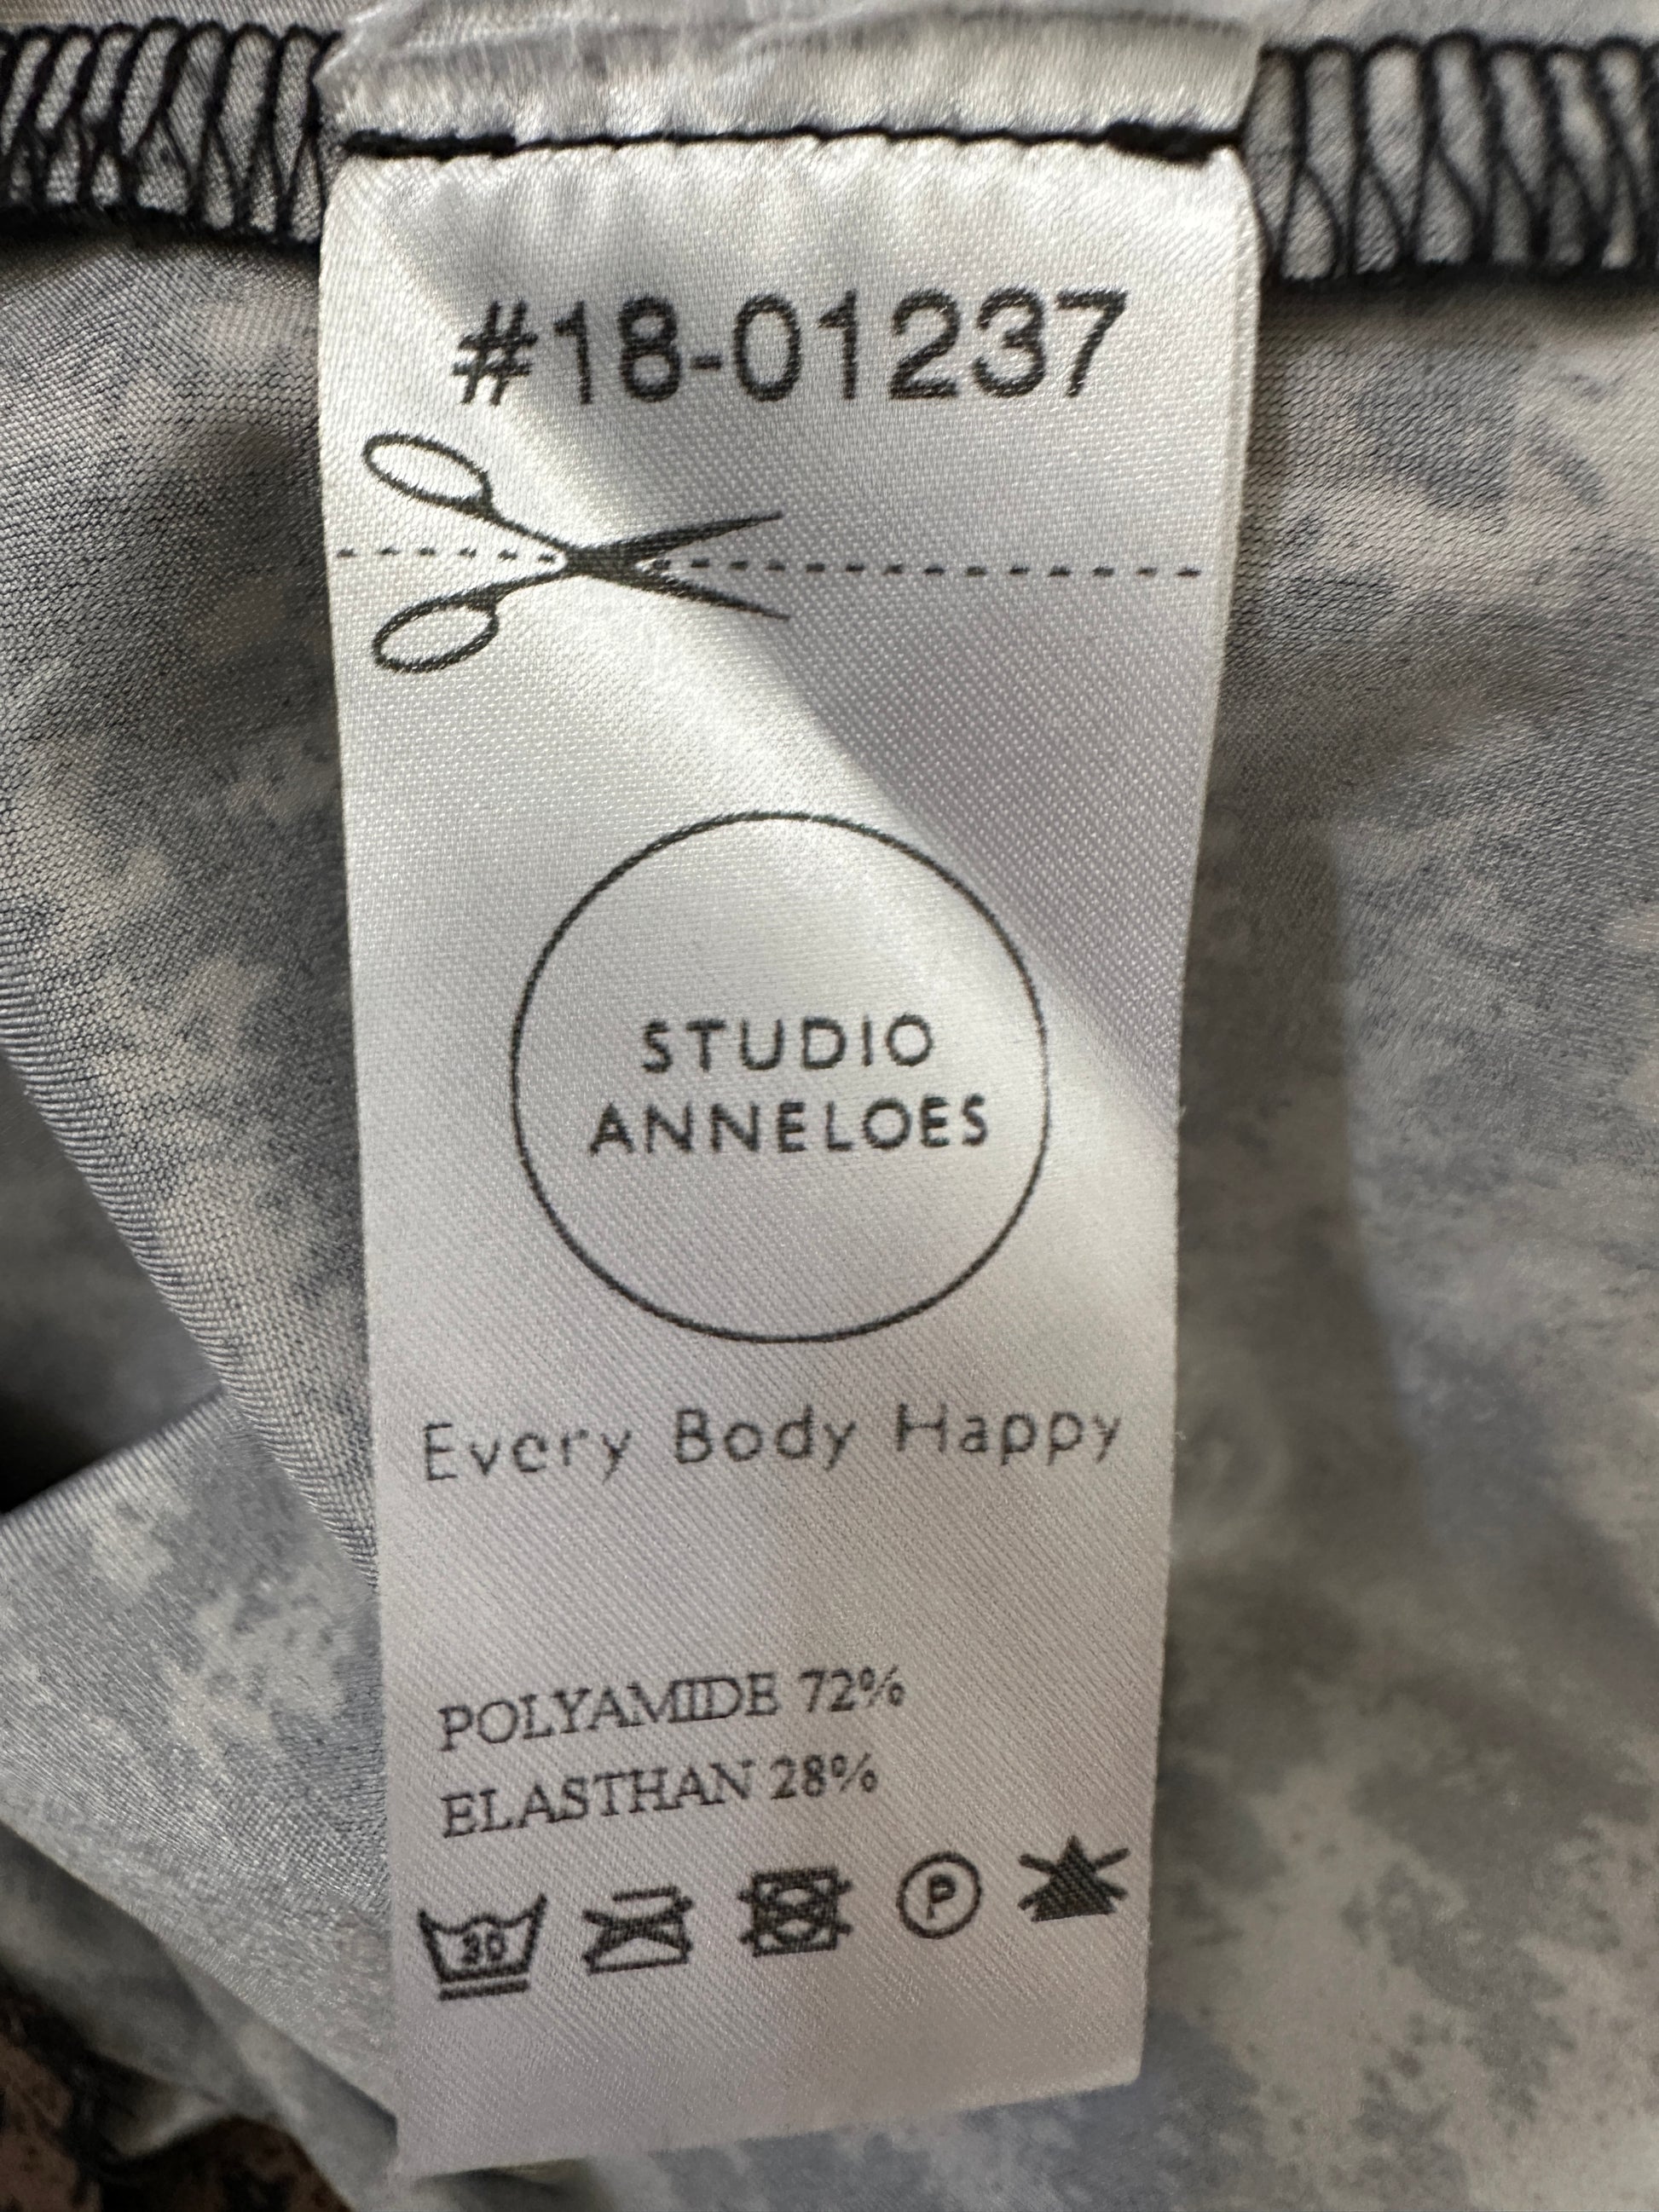 #18-01237
STUDIO
ANNELOES
Every Body Happy
POLYAMIDE 72%
ELASTHAN 28%
30
P